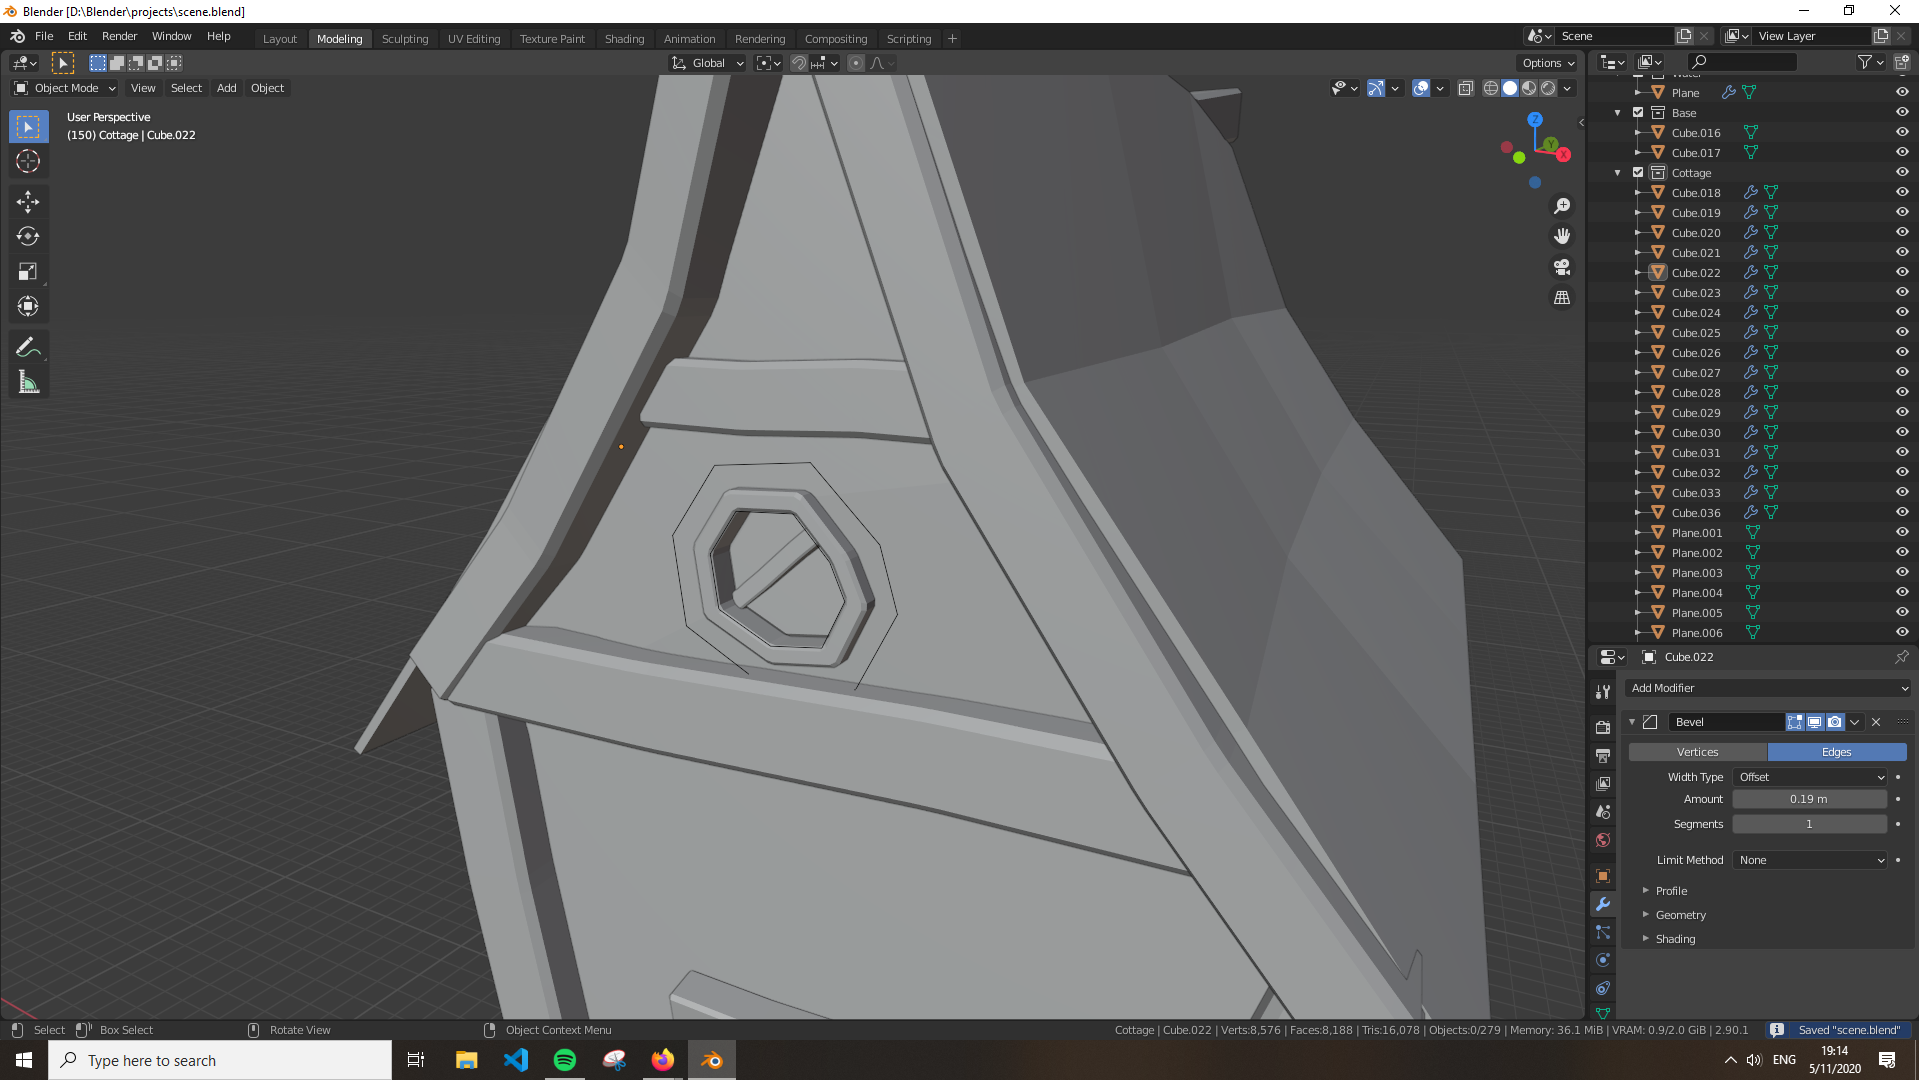 Blender [D:\Blender\projects\scene.blend]
File Edit Render Window Help
Layout Modeling Sculpting UV Editing Texture Paint Shading Animation Rendering Compositing Scripting +
Scene
View Layer
Global
Options
Object Mode View Select Add Object
User Perspective
(150) Cottage | Cube.022
Z
Y
X
Water
Plane
Base
Cube.016
Cube.017
Cottage
Cube.018
Cube.019
Cube.020
Cube.021
Cube.022
Cube.023
Cube.024
Cube.025
Cube.026
Cube.027
Cube.028
Cube.029
Cube.030
Cube.031
Cube.032
Cube.033
Cube.036
Plane.001
Plane.002
Plane.003
Plane.004
Plane.005
Plane.006
Cube.022
Add Modifier
Bevel
Vertices Edges
Width Type Offset
Amount 0.19 m
Segments 1
Limit Method None
Profile
Geometry
Shading
Select Box Select Rotate View Object Context Menu
Cottage | Cube.022 | Verts:8,576 | Faces:8,188 | Tris:16,078 | Objects:0/279 | Memory: 36.1 MiB | VRAM: 0.9/2.0 GiB | 2.90.1
Saved "scene.blend"
Type here to search
ENG
19:14
5/11/2020